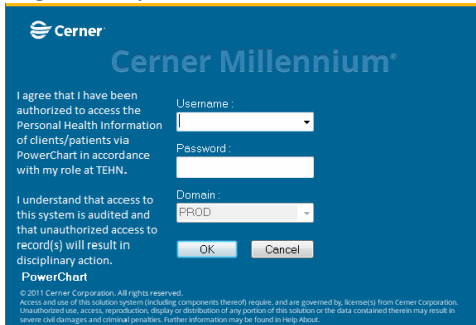 Cerner
Cerner Millennium®
I agree that I have been
authorized to access the
Personal Health Information
of clients/patients via
PowerChart in accordance
with my role at TEHN.
I understand that access to
this system is audited and
that unauthorized access to
record(s) will result in
disciplinary action.
PowerChart
Username :
Password :
Domain :
PROD
OK
Cancel
© 2011 Cerner Corporation. All rights reserved.
Access and use of this solution system (including components thereof) require, and are governed by, license(s) from Cerner Corporation.
Unauthorized use, access, reproduction, display or distribution of any portion of this solution or the data contained therein may result in
severe civil damages and criminal penalties. Further information may be found in Help About.